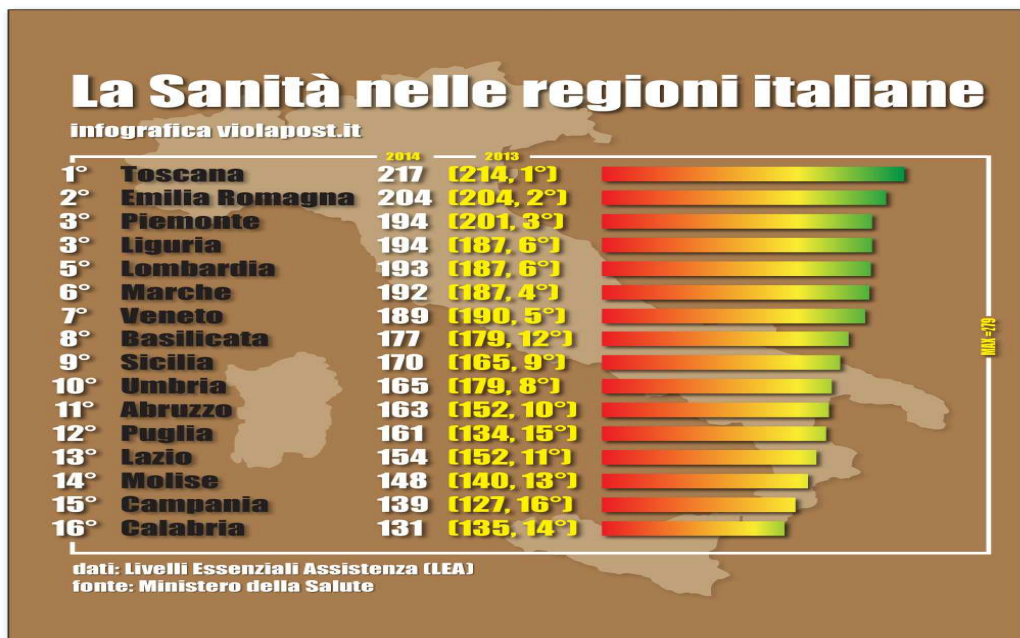 La Sanità nelle regioni italiane
infografica violapost.it
2014 2013
1° Toscana 217 (214, 1°)
2° Emilia Romagna 204 (204, 2°)
3° Piemonte 194 (201, 3°)
3° Liguria 194 (187, 6°)
5° Lombardia 193 (187, 6°)
6° Marche 192 (187, 4°)
7° Veneto 189 (190, 5°)
8° Basilicata 177 (179, 12°)
9° Sicilia 170 (165, 9°)
10° Umbria 165 (179, 8°)
11° Abruzzo 163 (152, 10°)
12° Puglia 161 (134, 15°)
13° Lazio 154 (152, 11°)
14° Molise 148 (140, 13°)
15° Campania 139 (127, 16°)
16° Calabria 131 (135, 14°)
MAX =279
dati: Livelli Essenziali Assistenza (LEA)
fonte: Ministero della Salute